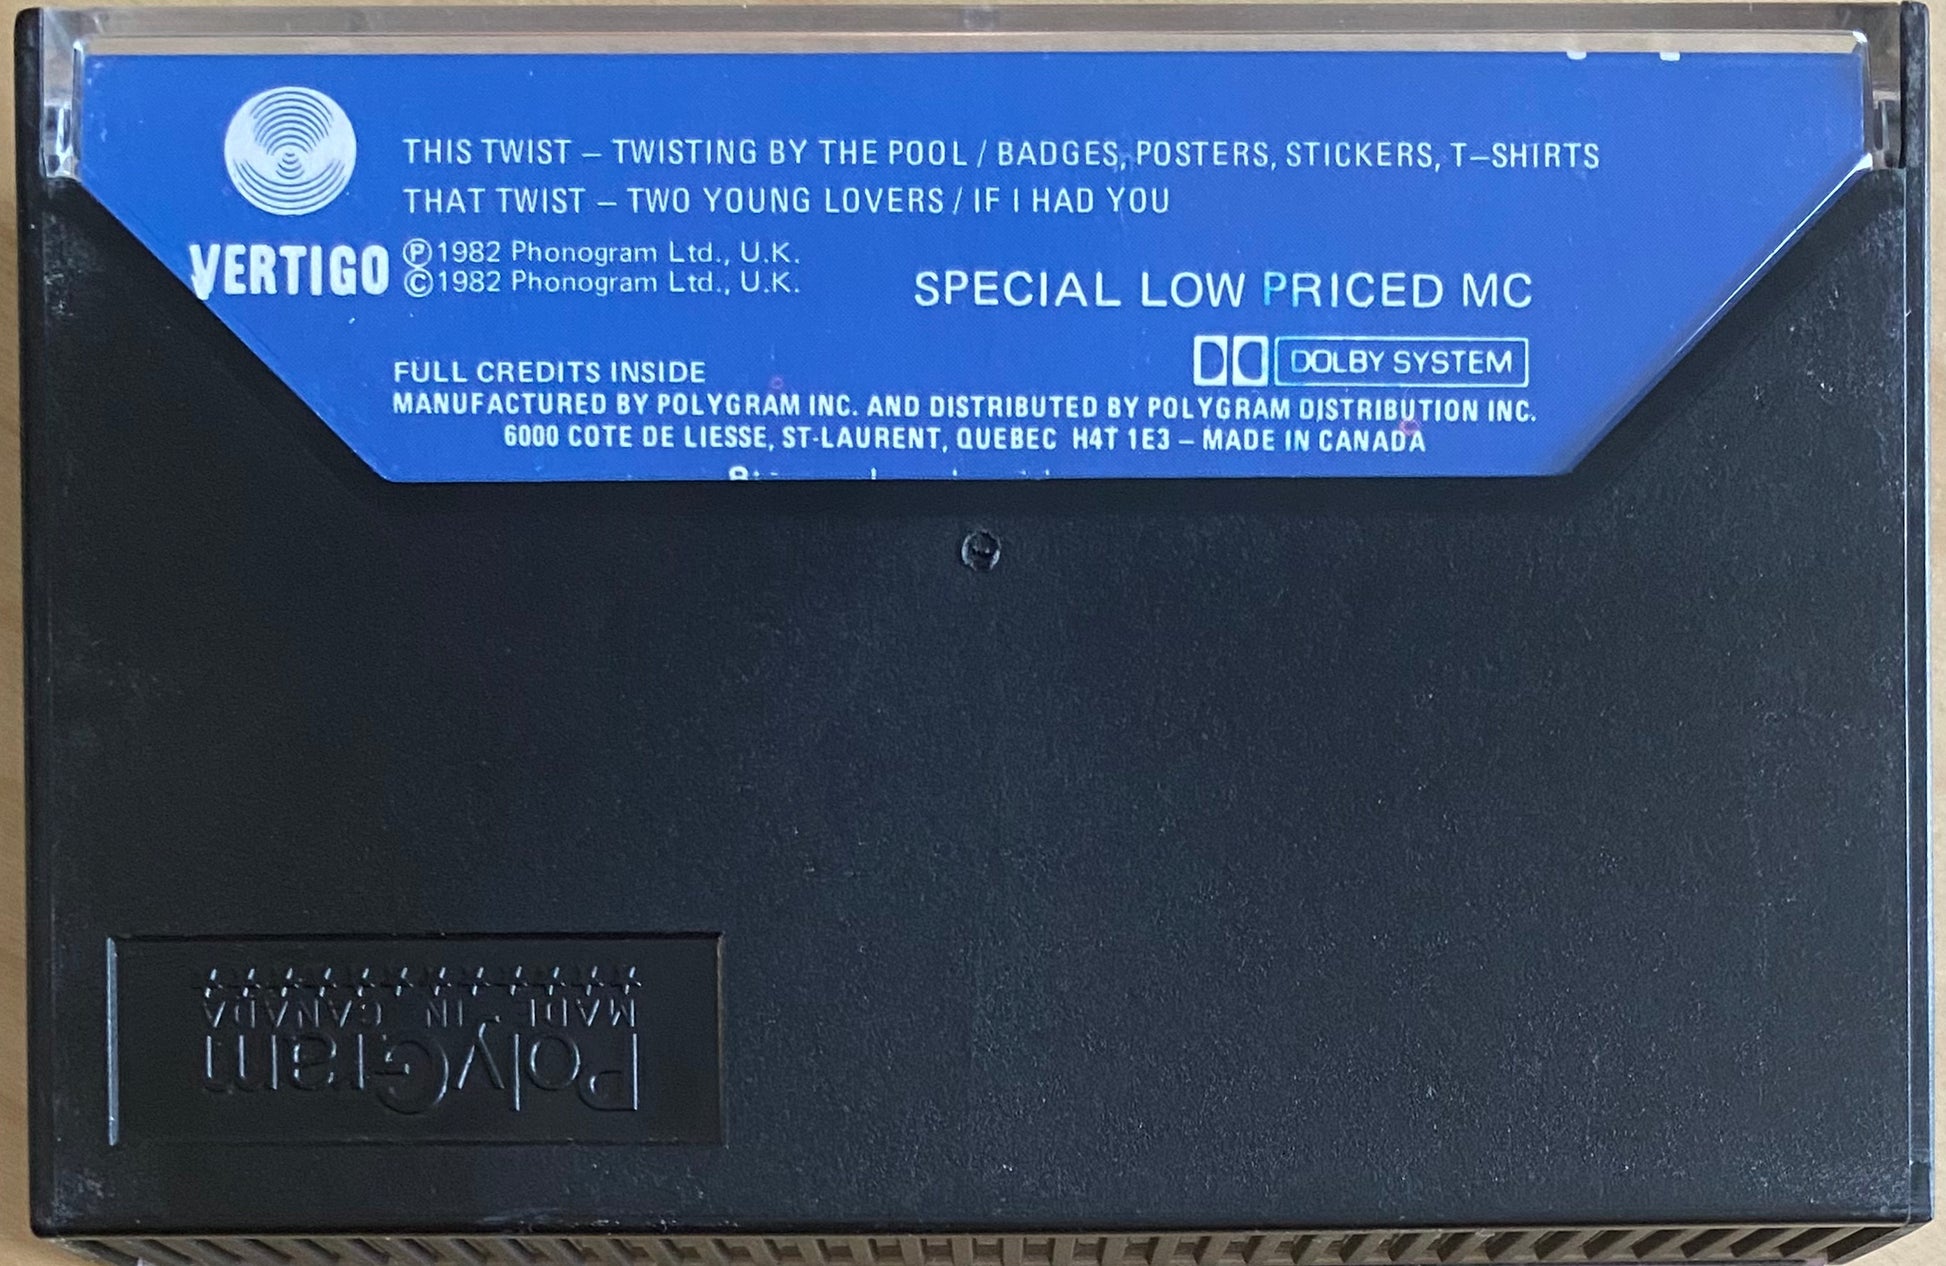 THIS TWIST – TWISTING BY THE POOL / BADGES, POSTERS, STICKERS, T–SHIRTS
THAT TWIST – TWO YOUNG LOVERS / IF I HAD YOU
VERTIGO
Ⓟ1982 Phonogram Ltd., U.K.
©1982 Phonogram Ltd., U.K.
SPECIAL LOW PRICED MC
DOLBY SYSTEM
FULL CREDITS INSIDE
MANUFACTURED BY POLYGRAM INC. AND DISTRIBUTED BY POLYGRAM DISTRIBUTION INC.
6000 COTE DE LIESSE, ST-LAURENT, QUEBEC H4T 1E3 – MADE IN CANADA
PolyGram
MADE IN CANADA